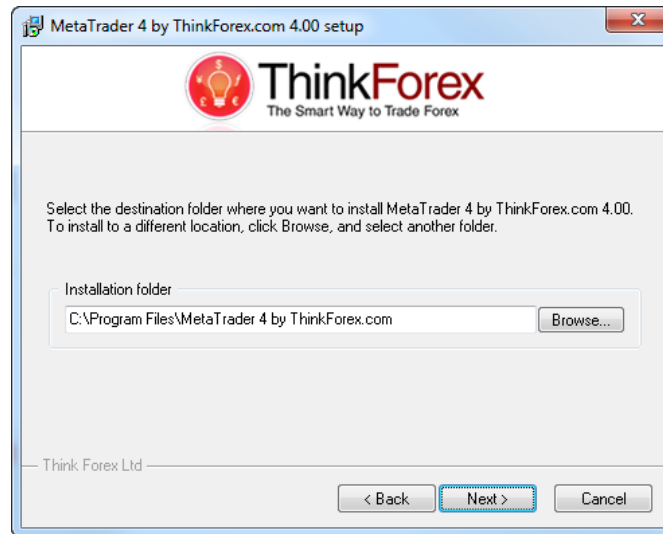 MetaTrader 4 by ThinkForex.com 4.00 setup
ThinkForex
The Smart Way to Trade Forex
Select the destination folder where you want to install MetaTrader 4 by ThinkForex.com 4.00.
To install to a different location, click Browse, and select another folder.
Installation folder
C:\Program Files\MetaTrader 4 by ThinkForex.com
Browse...
Think Forex Ltd
< Back
Next >
Cancel